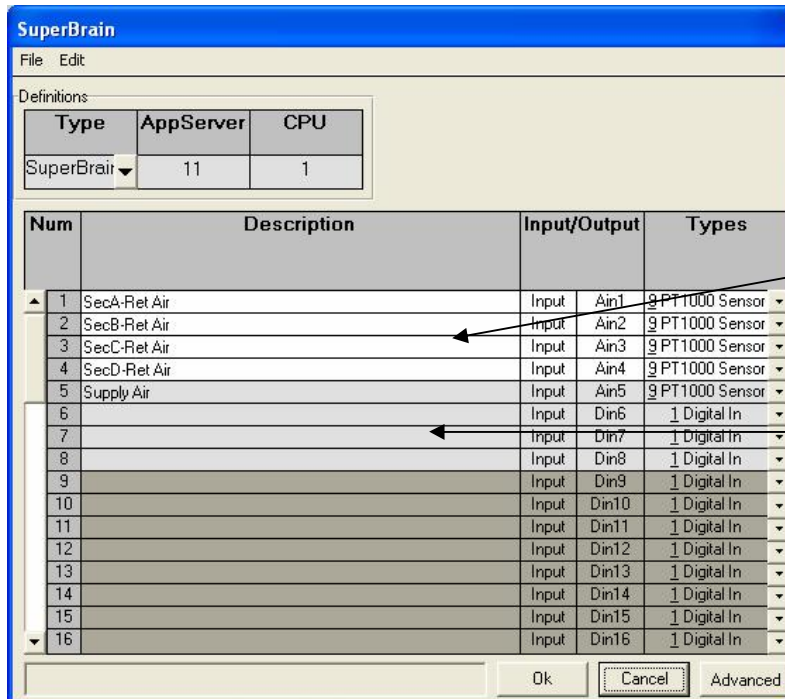 SuperBrain
File Edit
Definitions
Type AppServer CPU
SuperBrain 11 1
Num Description Input/Output Types
1 SecA-Ret Air Input Ain1 9 PT1000 Sensor
2 SecB-Ret Air Input Ain2 9 PT1000 Sensor
3 SecC-Ret Air Input Ain3 9 PT1000 Sensor
4 SecD-Ret Air Input Ain4 9 PT1000 Sensor
5 Supply Air Input Ain5 9 PT1000 Sensor
6 Input Din6 1 Digital In
7 Input Din7 1 Digital In
8 Input Din8 1 Digital In
9 Input Din9 1 Digital In
10 Input Din10 1 Digital In
11 Input Din11 1 Digital In
12 Input Din12 1 Digital In
13 Input Din13 1 Digital In
14 Input Din14 1 Digital In
15 Input Din15 1 Digital In
16 Input Din16 1 Digital In
Ok Cancel Advanced